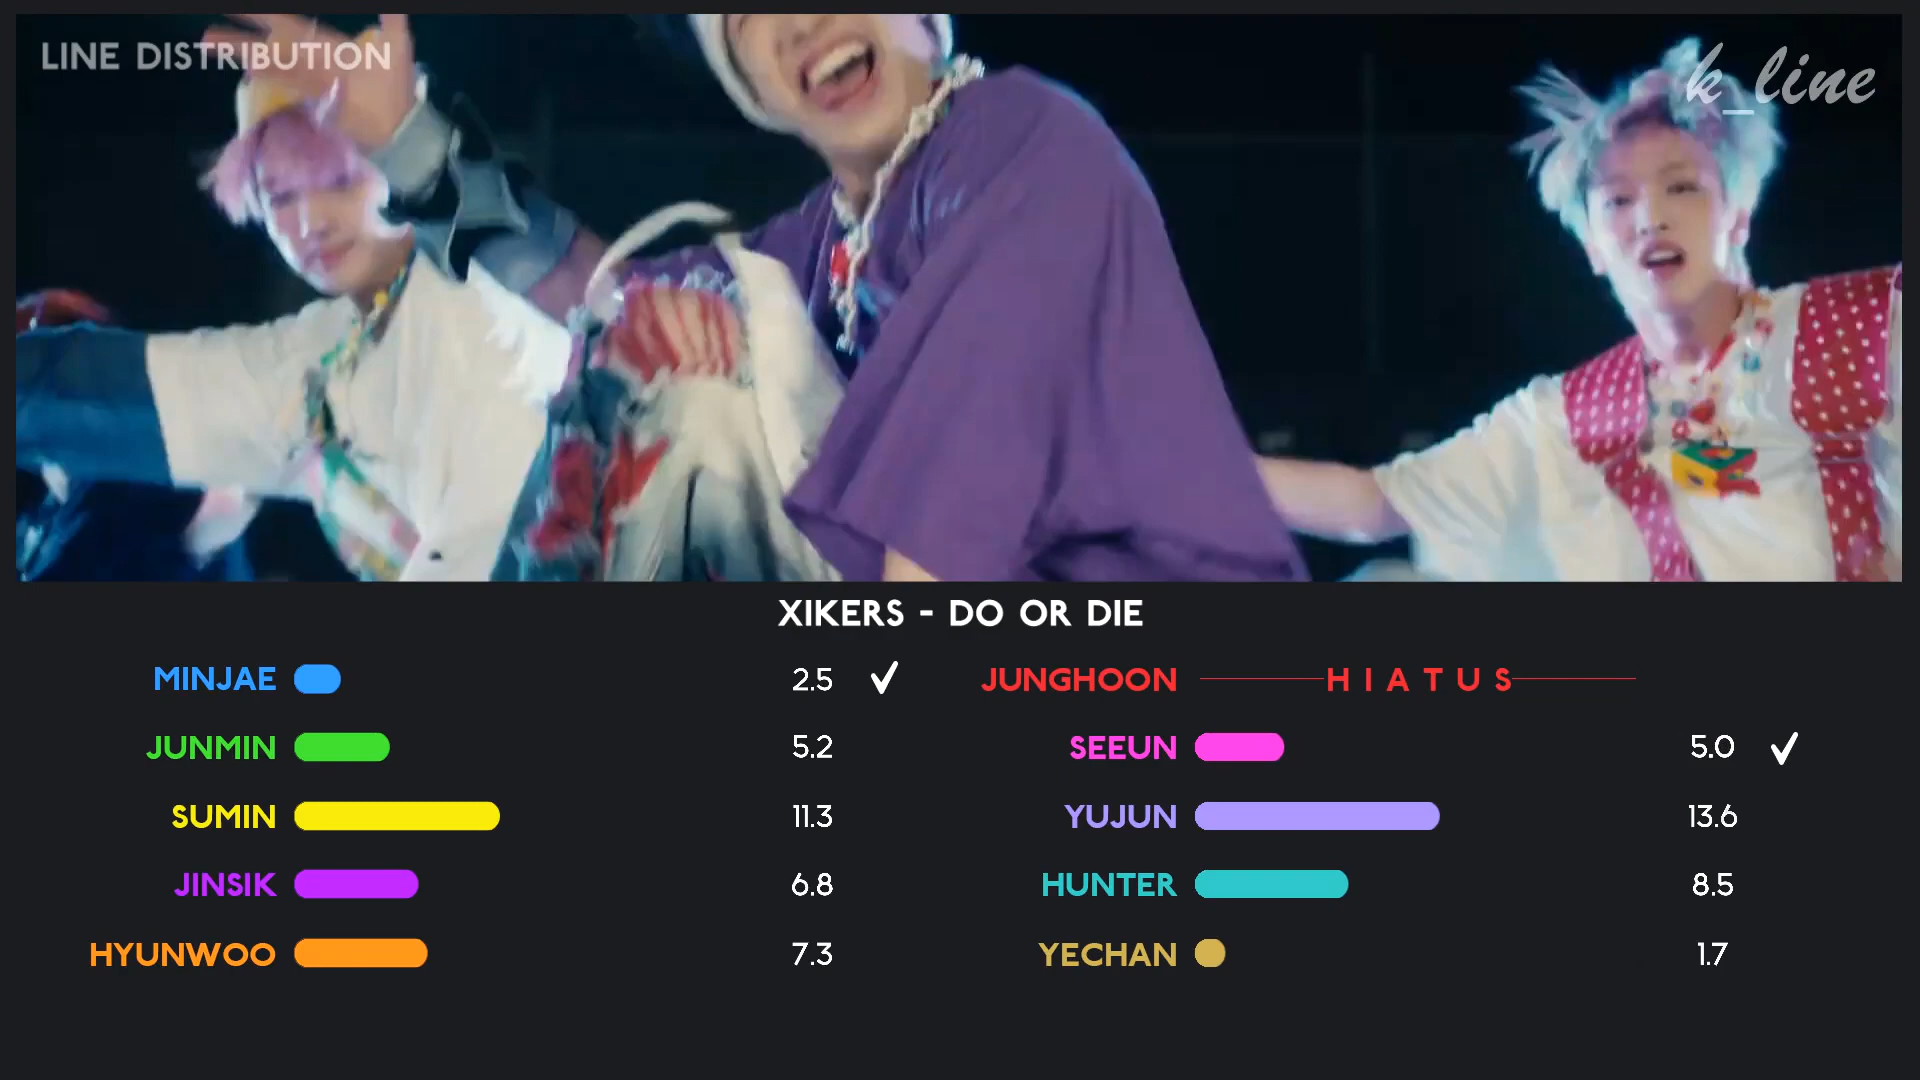 LINE DISTRIBUTION
k_line
XIKERS - DO OR DIE
MINJAE 2.5
JUNMIN 5.2
SUMIN 11.3
JINSIK 6.8
HYUNWOO 7.3
JUNGHOON HIATUS
SEEUN 5.0
YUJUN 13.6
HUNTER 8.5
YECHAN 1.7